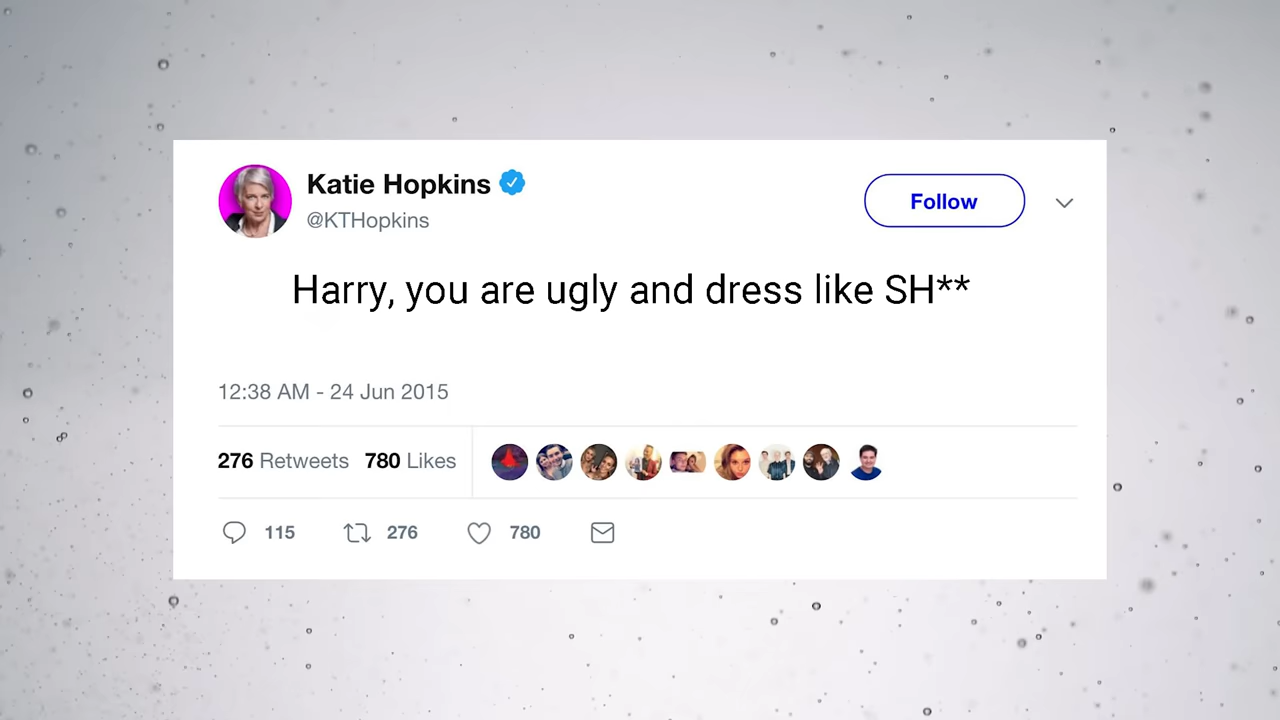 Katie Hopkins
@KTHopkins
Follow
Harry, you are ugly and dress like SH**
12:38 AM - 24 Jun 2015
276 Retweets 780 Likes
115 276 780